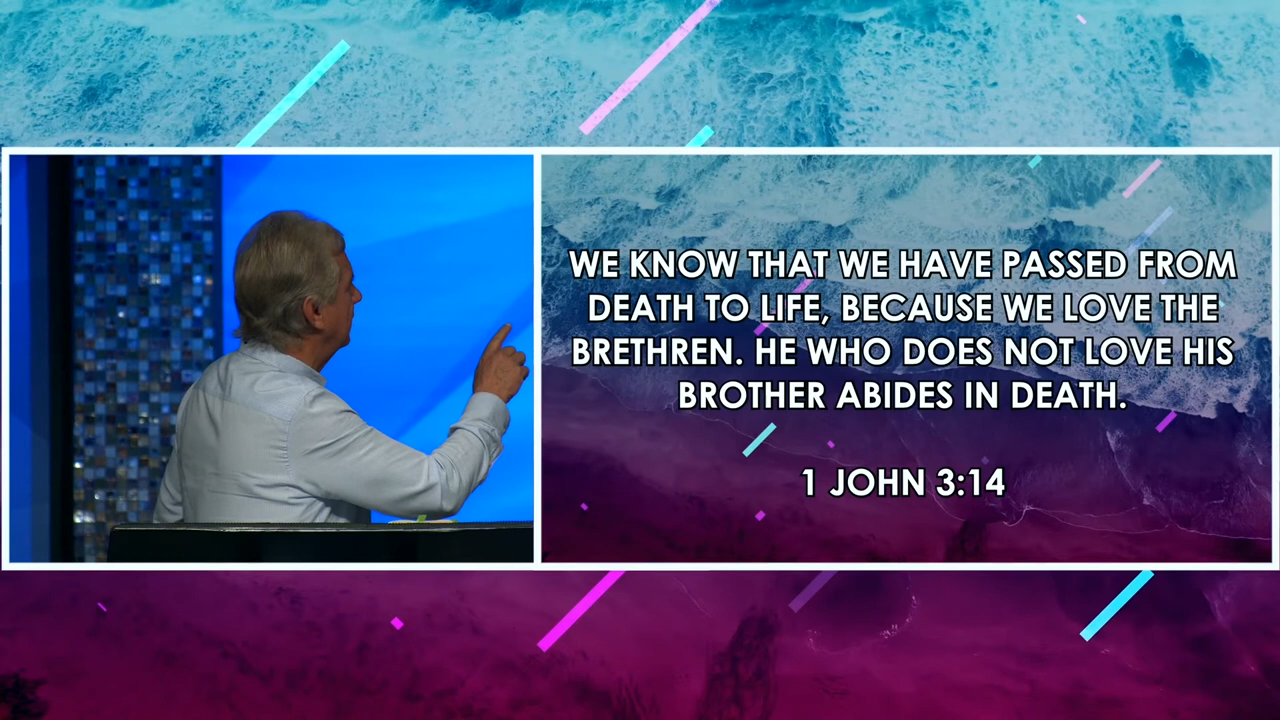 WE KNOW THAT WE HAVE PASSED FROM
DEATH TO LIFE, BECAUSE WE LOVE THE
BRETHREN. HE WHO DOES NOT LOVE HIS
BROTHER ABIDES IN DEATH.
1 JOHN 3:14